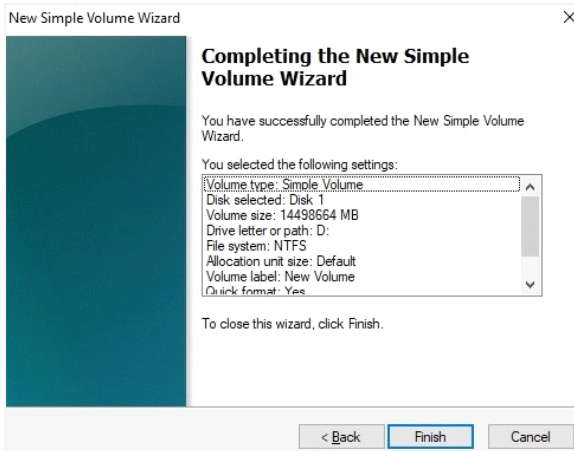 New Simple Volume Wizard
Completing the New Simple
Volume Wizard
You have successfully completed the New Simple Volume
Wizard.
You selected the following settings:
Volume type: Simple Volume
Disk selected: Disk 1
Volume size: 14498664 MB
Drive letter or path: D:
File system: NTFS
Allocation unit size: Default
Volume label: New Volume
Quick format: Yes
To close this wizard, click Finish.
< Back
Finish
Cancel